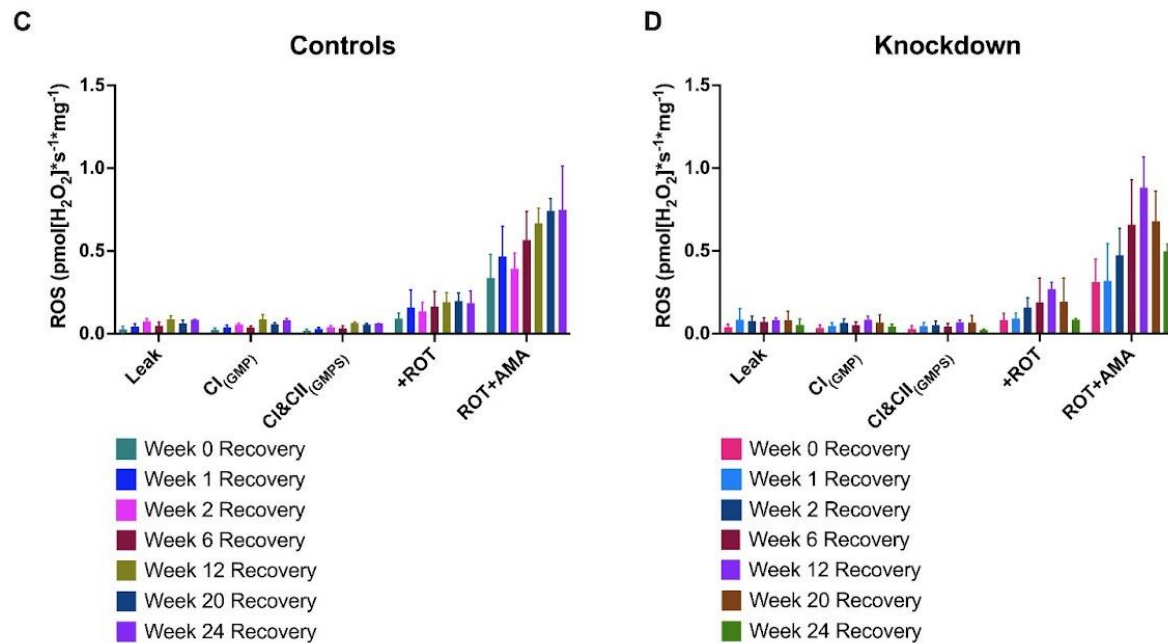 C
Controls
ROS (pmol[H₂O₂]*s⁻¹*mg⁻¹)
1.5
1.0
0.5
0.0
Leak
CI(GMP)
CI&CII(GMPS)
+ROT
ROT+AMA
Week 0 Recovery
Week 1 Recovery
Week 2 Recovery
Week 6 Recovery
Week 12 Recovery
Week 20 Recovery
Week 24 Recovery
D
Knockdown
ROS (pmol[H₂O₂]*s⁻¹*mg⁻¹)
1.5
1.0
0.5
0.0
Leak
CI(GMP)
CI&CII(GMPS)
+ROT
ROT+AMA
Week 0 Recovery
Week 1 Recovery
Week 2 Recovery
Week 6 Recovery
Week 12 Recovery
Week 20 Recovery
Week 24 Recovery